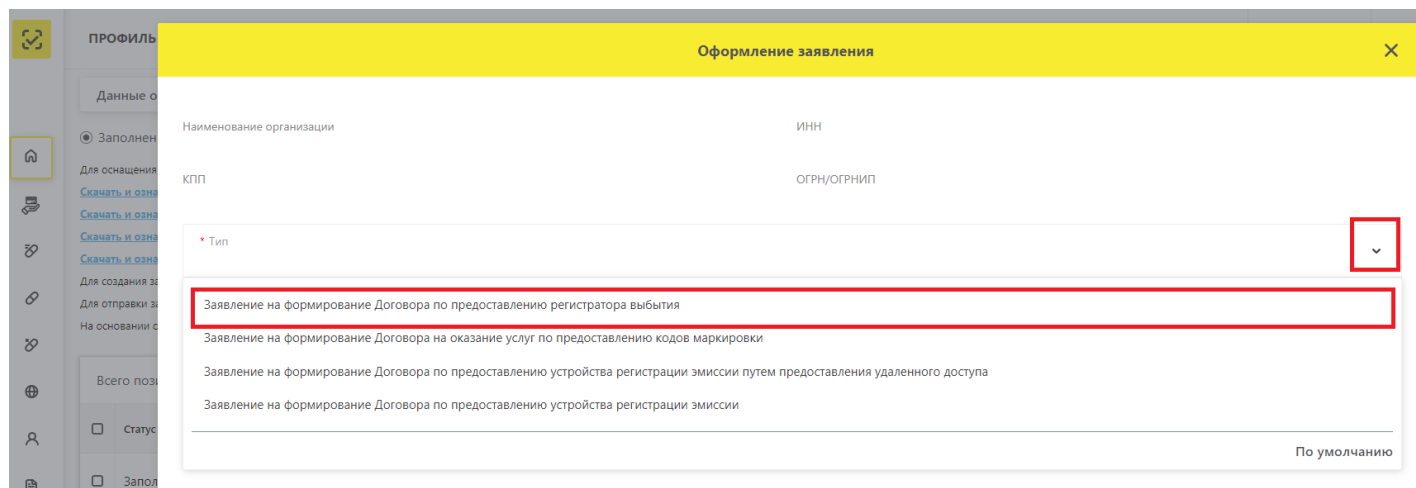 ПРОФИЛЬ
Оформление заявления
Данные о
Заполнен
Для оснащения
Скачать и озна
Скачать и озна
Скачать и озна
Скачать и озна
Для создания за
Для отправки за
На основании с
Всего пози
Статус
Запол
Наименование организации
ИНН
КПП
ОГРН/ОГРНИП
* Тип
Заявление на формирование Договора по предоставлению регистратора выбытия
Заявление на формирование Договора на оказание услуг по предоставлению кодов маркировки
Заявление на формирование Договора по предоставлению устройства регистрации эмиссии путем предоставления удаленного доступа
Заявление на формирование Договора по предоставлению устройства регистрации эмиссии
По умолчанию